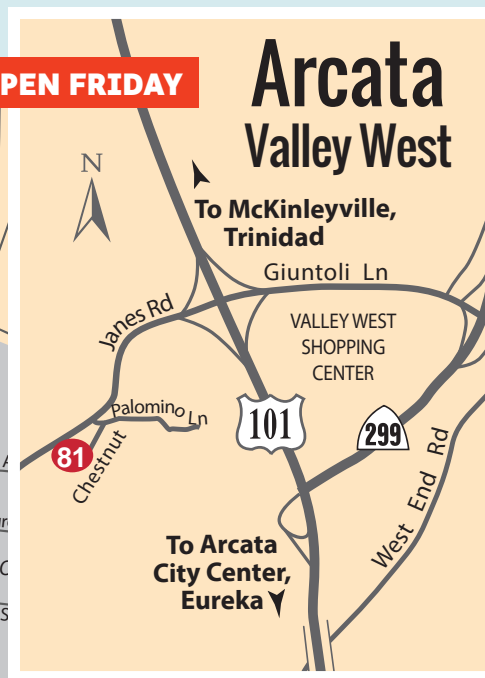 PEN FRIDAY
Arcata
Valley West
N
To McKinleyville,
Trinidad
Giuntoli Ln
Janes Rd
VALLEY WEST
SHOPPING
CENTER
Palomino Ln
101
299
81
Chestnut
West End Rd
To Arcata
City Center,
Eureka